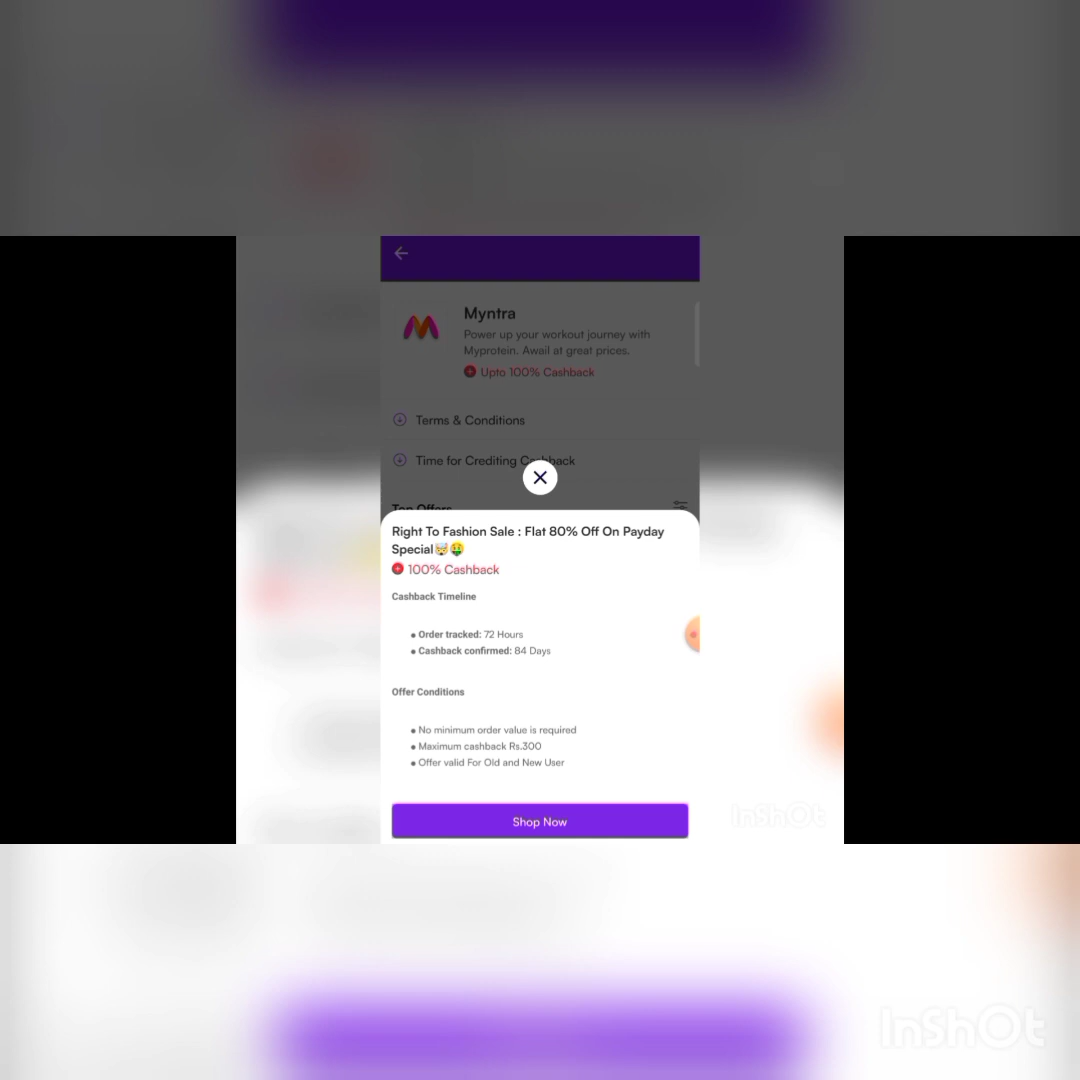 Myntra
Power up your workout journey with
Myprotein. Avail at great prices.
Upto 100% Cashback
Terms & Conditions
Time for Crediting Cashback
Top Offers
Right To Fashion Sale : Flat 80% Off On Payday
Special🤯🤑
100% Cashback
Cashback Timeline
• Order tracked: 72 Hours
• Cashback confirmed: 84 Days
Offer Conditions
• No minimum order value is required
• Maximum cashback Rs.300
• Offer valid For Old and New User
Shop Now
InShOt
InShOt